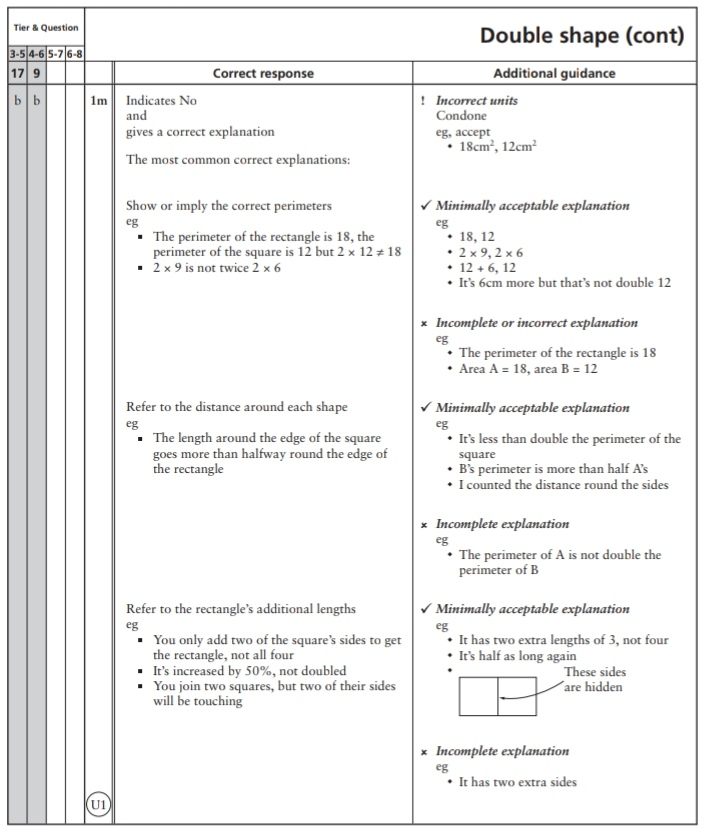 Tier & Question
Double shape (cont)
3-5 4-6 5-7 6-8
17 9
Correct response
Additional guidance
b b
1m
Indicates No
and
gives a correct explanation
The most common correct explanations:
Show or imply the correct perimeters
eg
▪ The perimeter of the rectangle is 18, the
perimeter of the square is 12 but 2 × 12 ≠ 18
▪ 2 × 9 is not twice 2 × 6
Refer to the distance around each shape
eg
▪ The length around the edge of the square
goes more than halfway round the edge of
the rectangle
Refer to the rectangle's additional lengths
eg
▪ You only add two of the square's sides to get
the rectangle, not all four
▪ It's increased by 50%, not doubled
▪ You join two squares, but two of their sides
will be touching
! Incorrect units
Condone
eg, accept
• 18cm², 12cm²
✓ Minimally acceptable explanation
eg
• 18, 12
• 2 × 9, 2 × 6
• 12 + 6, 12
• It's 6cm more but that's not double 12
× Incomplete or incorrect explanation
eg
• The perimeter of the rectangle is 18
• Area A = 18, area B = 12
✓ Minimally acceptable explanation
eg
• It's less than double the perimeter of the
square
• B's perimeter is more than half A's
• I counted the distance round the sides
× Incomplete explanation
eg
• The perimeter of A is not double the
perimeter of B
✓ Minimally acceptable explanation
eg
• It has two extra lengths of 3, not four
• It's half as long again
•
These sides
are hidden
× Incomplete explanation
eg
• It has two extra sides
U1